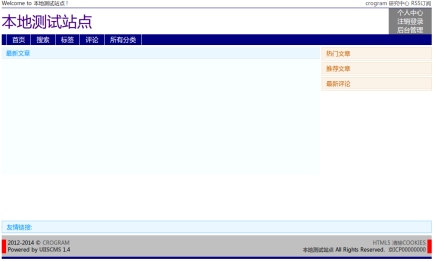 Welcome to 本地测试站点！
crogram 研究中心 RSS订阅
本地测试站点
个人中心
注销登录
后台管理
首页 搜索 标签 评论 所有分类
最新文章
热门文章
推荐文章
最新评论
友情链接:
2012-2014 © CROGRAM
HTML5 清除COOKIES
Powered by UIISCMS 1.4
本地测试站点 All Rights Reserved. 京ICP00000000